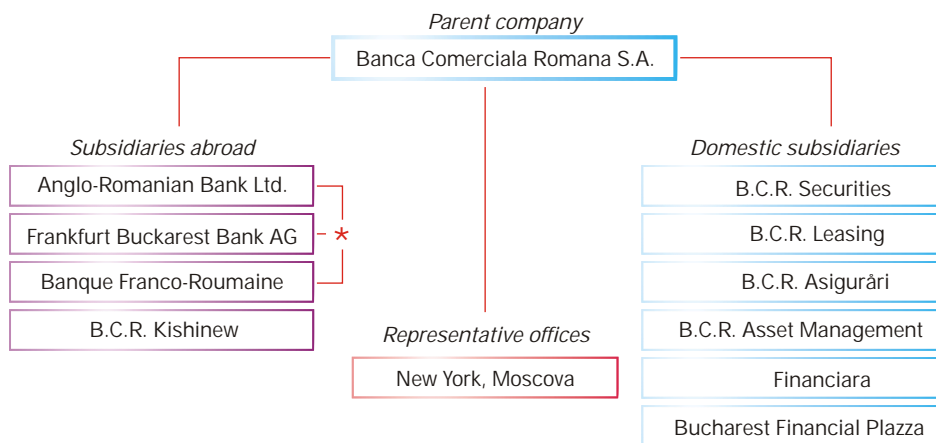 Parent company
Banca Comerciala Romana S.A.
Subsidiaries abroad
Anglo-Romanian Bank Ltd.
Frankfurt Buckarest Bank AG
*
Banque Franco-Roumaine
B.C.R. Kishinew
Representative offices
New York, Moscova
Domestic subsidiaries
B.C.R. Securities
B.C.R. Leasing
B.C.R. Asiguråri
B.C.R. Asset Management
Financiara
Bucharest Financial Plazza